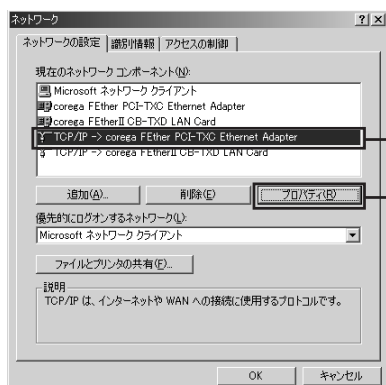 ネットワーク
ネットワークの設定 識別情報 アクセスの制御
現在のネットワーク コンポーネント(N):
Microsoft ネットワーク クライアント
corega FEther PCI-TXC Ethernet Adapter
corega FEtherII CB-TXD LAN Card
TCP/IP -> corega FEther PCI-TXC Ethernet Adapter
TCP/IP -> corega FEtherII CB-TXD LAN Card
追加(A)... 削除(E) プロパティ(R)
優先的にログオンするネットワーク(L):
Microsoft ネットワーク クライアント
ファイルとプリンタの共有(F)...
説明
TCP/IP は、インターネットや WAN への接続に使用するプロトコルです。
OK キャンセル